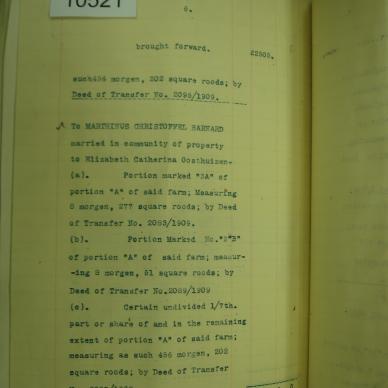 10321
6.
brought forward. £2505.
such456 morgen, 202 square roods; by
Deed of Transfer No. 2095/1909.
To MARTHINUS CHRISTOFFEL BARNARD
married in community of property
to Elizabeth Catherina Oosthuizen-
(a). Portion marked "3A" of
portion "A" of said farm; Measuring
8 morgen, 277 square roods; by Deed
of Transfer No. 2083/1909.
(b). Portion Marked No."2"B"
of portion "A" of said farm; measur-
-ing 8 morgen, 51 square roods; by
Deed of Transfer No.2089/1909
(c). Certain undivided 1/7th.
part or share of and in the remaining
extent of portion "A" of said farm;
measuring as such 456 morgen, 202
square roods; by Deed of Transfer